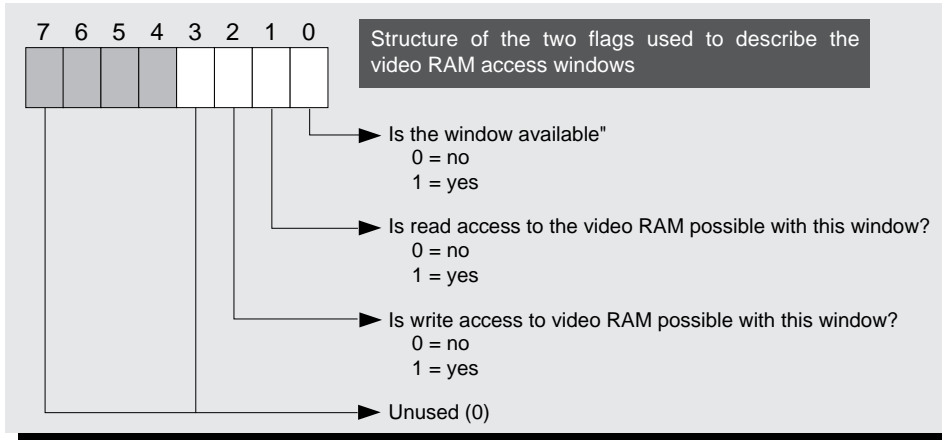 7 6 5 4 3 2 1 0
Structure of the two flags used to describe the
video RAM access windows
Is the window available"
0 = no
1 = yes
Is read access to the video RAM possible with this window?
0 = no
1 = yes
Is write access to video RAM possible with this window?
0 = no
1 = yes
Unused (0)